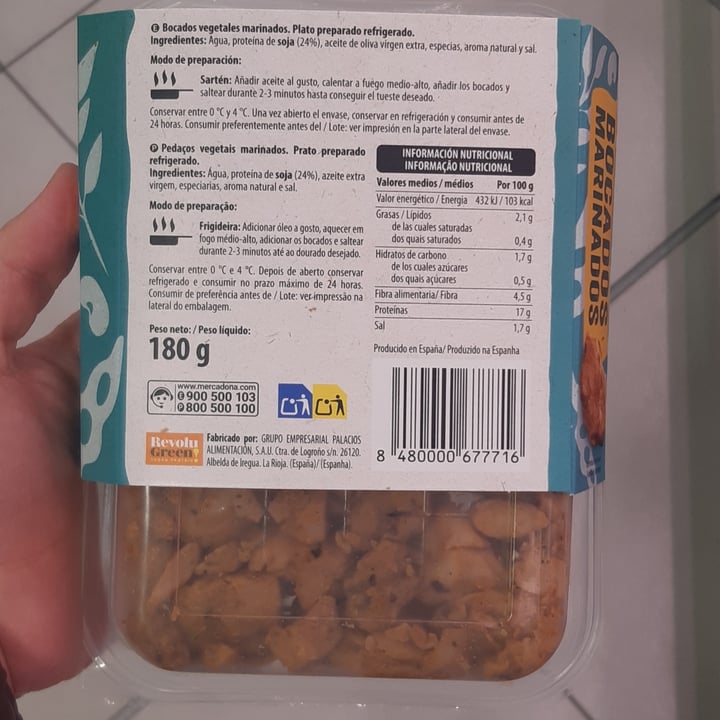 E Bocados vegetales marinados. Plato preparado refrigerado.
Ingredientes: Agua, proteína de soja (24%), aceite de oliva virgen extra, especias, aroma natural y sal.
Modo de preparación:
Sartén: Añadir aceite al gusto, calentar a fuego medio-alto, añadir los bocados y
saltear durante 2-3 minutos hasta conseguir el tueste deseado.
Conservar entre 0 °C y 4 °C. Una vez abierto el envase, conservar en refrigeración y consumir antes de
24 horas. Consumir preferentemente antes del / Lote: ver impresión en la parte lateral del envase.
P Pedaços vegetais marinados. Prato preparado
refrigerado.
Ingredientes: Água, proteína de soja (24%), azeite extra
virgem, especiarias, aroma natural e sal.
Modo de preparação:
Frigideira: Adicionar óleo a gosto, aquecer em
fogo médio-alto, adicionar os bocados e saltear
durante 2-3 minutos até ao dourado desejado.
Conservar entre 0 °C e 4 °C. Depois de aberto conservar
refrigerado e consumir no prazo máximo de 24 horas.
Consumir de preferência antes de / Lote: ver impressão na
lateral do embalagem.
Peso neto: / Peso líquido:
180 g
INFORMACIÓN NUTRICIONAL
INFORMAÇÃO NUTRICIONAL
Valores medios / médios Por 100 g
Valor energético / Energia 432 kJ / 103 kcal
Grasas / Lípidos 2,1 g
de las cuales saturadas
dos quais saturados 0,4 g
Hidratos de carbono 1,7 g
de los cuales azúcares
dos quais açúcares 0,5 g
Fibra alimentaria/ Fibra 4,5 g
Proteínas 17 g
Sal 1,7 g
Producido en España/ Produzido na Espanha
www.mercadona.com
E 900 500 103
P 800 500 100
Revolu
Green
Fabricado por: GRUPO EMPRESARIAL PALACIOS
ALIMENTACIÓN, S.A.U. Ctra. de Logroño s/n. 26120.
Albelda de Iregua. La Rioja. (España)/ (Espanha).
8 480000 677716
BOCADOS
MARINADOS